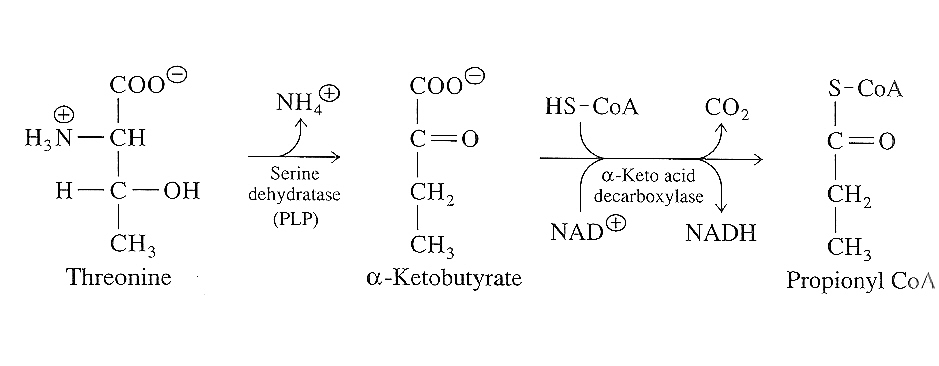 COO⊖
H₃N⊕—CH
H—C—OH
CH₃
Threonine
NH₄⊕
Serine
dehydratase
(PLP)
COO⊖
C=O
CH₂
CH₃
α-Ketobutyrate
HS-CoA
CO₂
α-Keto acid
decarboxylase
NAD⊕
NADH
S-CoA
C=O
CH₂
CH₃
Propionyl CoA